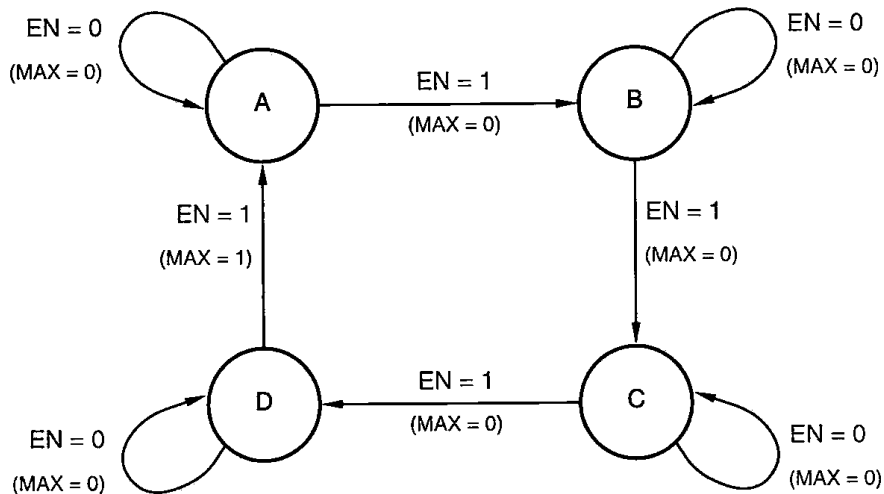 EN = 0
(MAX = 0)
A
EN = 1
(MAX = 0)
B
EN = 0
(MAX = 0)
EN = 1
(MAX = 1)
EN = 1
(MAX = 0)
EN = 0
(MAX = 0)
D
EN = 1
(MAX = 0)
C
EN = 0
(MAX = 0)